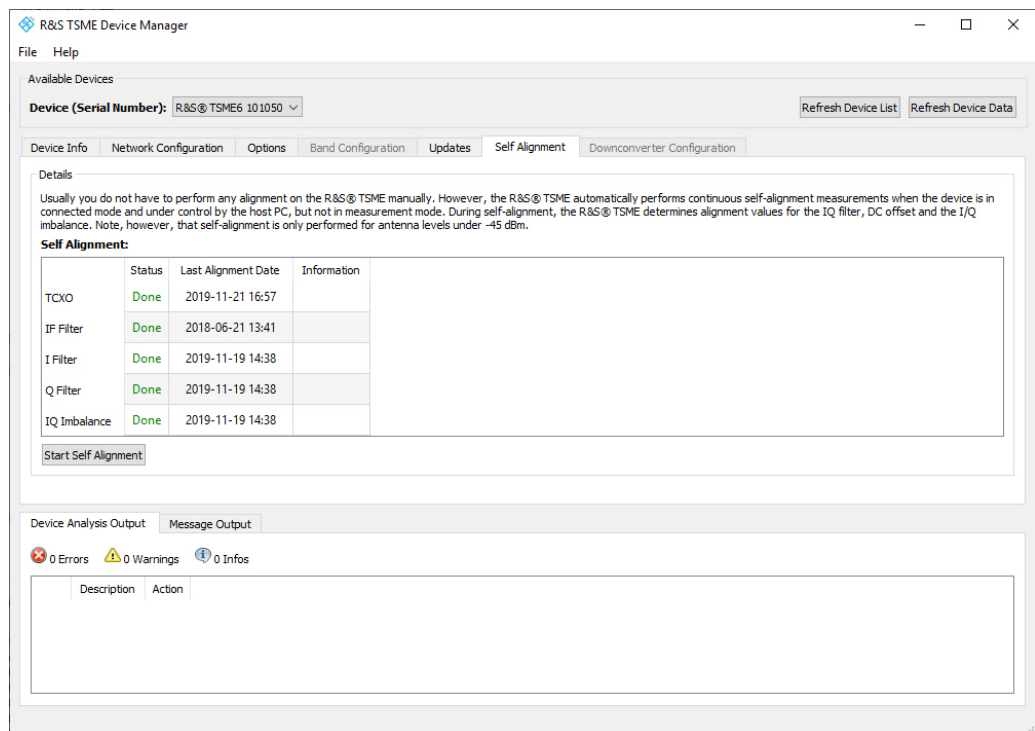 R&S TSME Device Manager
File Help
Available Devices
Device (Serial Number): R&S® TSME6 101050 Refresh Device List Refresh Device Data
Device Info Network Configuration Options Band Configuration Updates Self Alignment Downconverter Configuration
Details
Usually you do not have to perform any alignment on the R&S® TSME manually. However, the R&S® TSME automatically performs continuous self-alignment measurements when the device is in
connected mode and under control by the host PC, but not in measurement mode. During self-alignment, the R&S® TSME determines alignment values for the IQ filter, DC offset and the I/Q
imbalance. Note, however, that self-alignment is only performed for antenna levels under -45 dBm.
Self Alignment:
Status Last Alignment Date Information
TCXO Done 2019-11-21 16:57
IF Filter Done 2018-06-21 13:41
I Filter Done 2019-11-19 14:38
Q Filter Done 2019-11-19 14:38
IQ Imbalance Done 2019-11-19 14:38
Start Self Alignment
Device Analysis Output Message Output
0 Errors 0 Warnings 0 Infos
Description Action